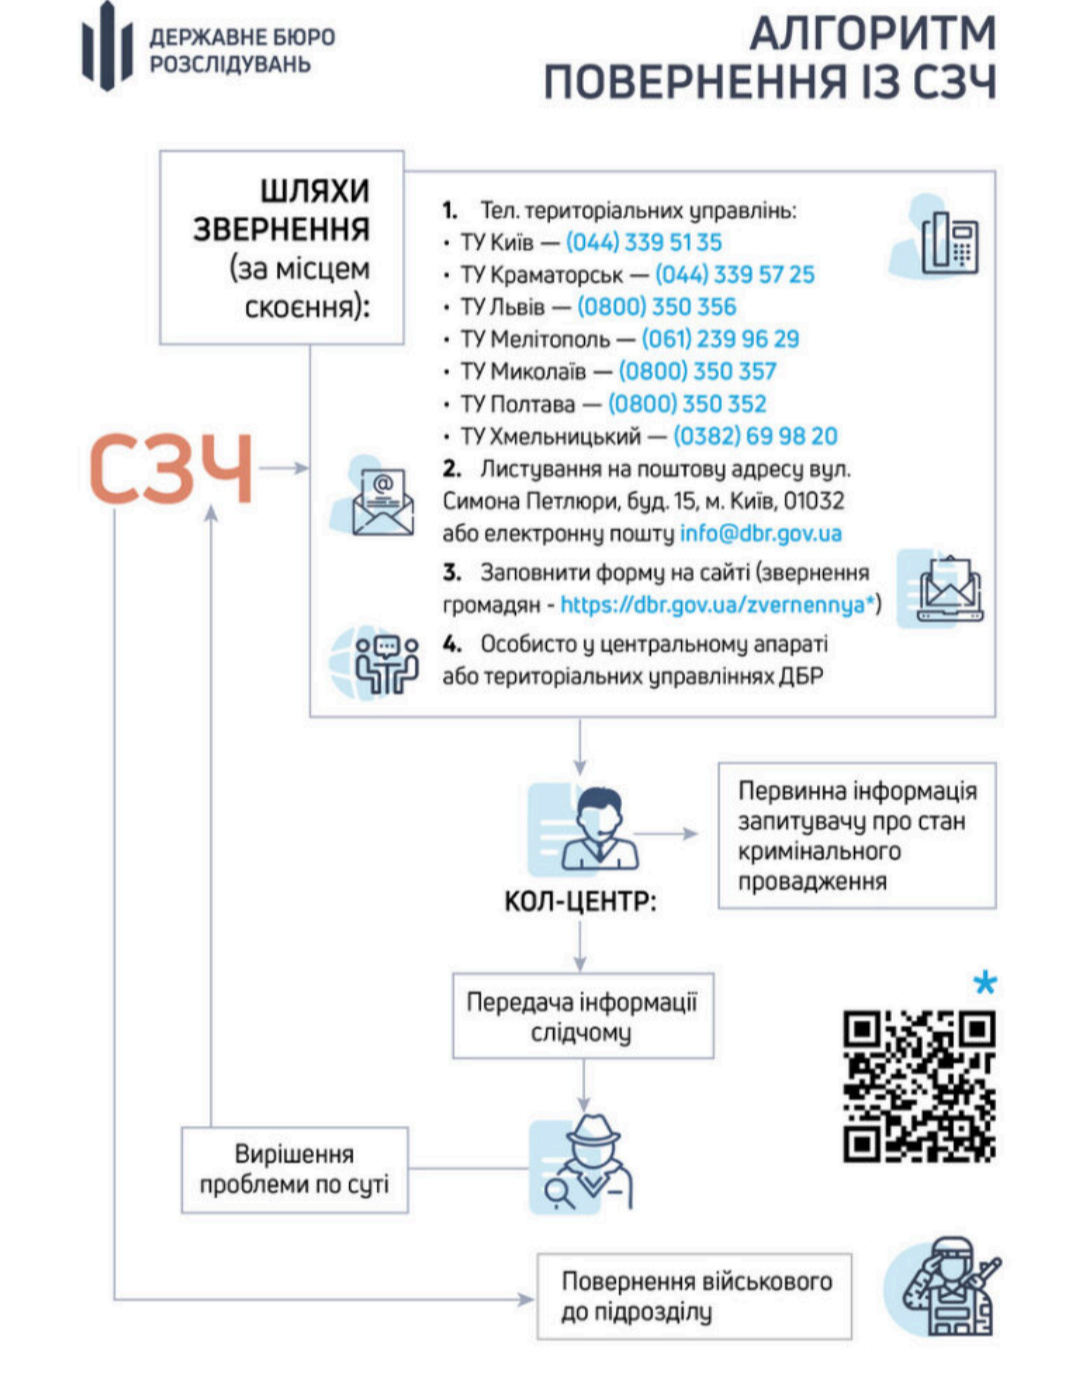 ДЕРЖАВНЕ БЮРО
РОЗСЛІДУВАНЬ
АЛГОРИТМ
ПОВЕРНЕННЯ ІЗ СЗЧ
ШЛЯХИ
ЗВЕРНЕННЯ
(за місцем
скоєння):
1. Тел. територіальних управлінь:
• ТУ Київ — (044) 339 51 35
• ТУ Краматорськ — (044) 339 57 25
• ТУ Львів — (0800) 350 356
• ТУ Мелітополь — (061) 239 96 29
• ТУ Миколаїв — (0800) 350 357
• ТУ Полтава — (0800) 350 352
• ТУ Хмельницький — (0382) 69 98 20
2. Листування на поштову адресу вул.
Симона Петлюри, буд. 15, м. Київ, 01032
або електронну пошту info@dbr.gov.ua
3. Заповнити форму на сайті (звернення
громадян - https://dbr.gov.ua/zvernennya*)
4. Особисто у центральному апараті
або територіальних управліннях ДБР
СЗЧ
@
КОЛ-ЦЕНТР:
Первинна інформація
запитувачу про стан
кримінального
провадження
Передача інформації
слідчому
*
Вирішення
проблеми по суті
Повернення військового
до підрозділу